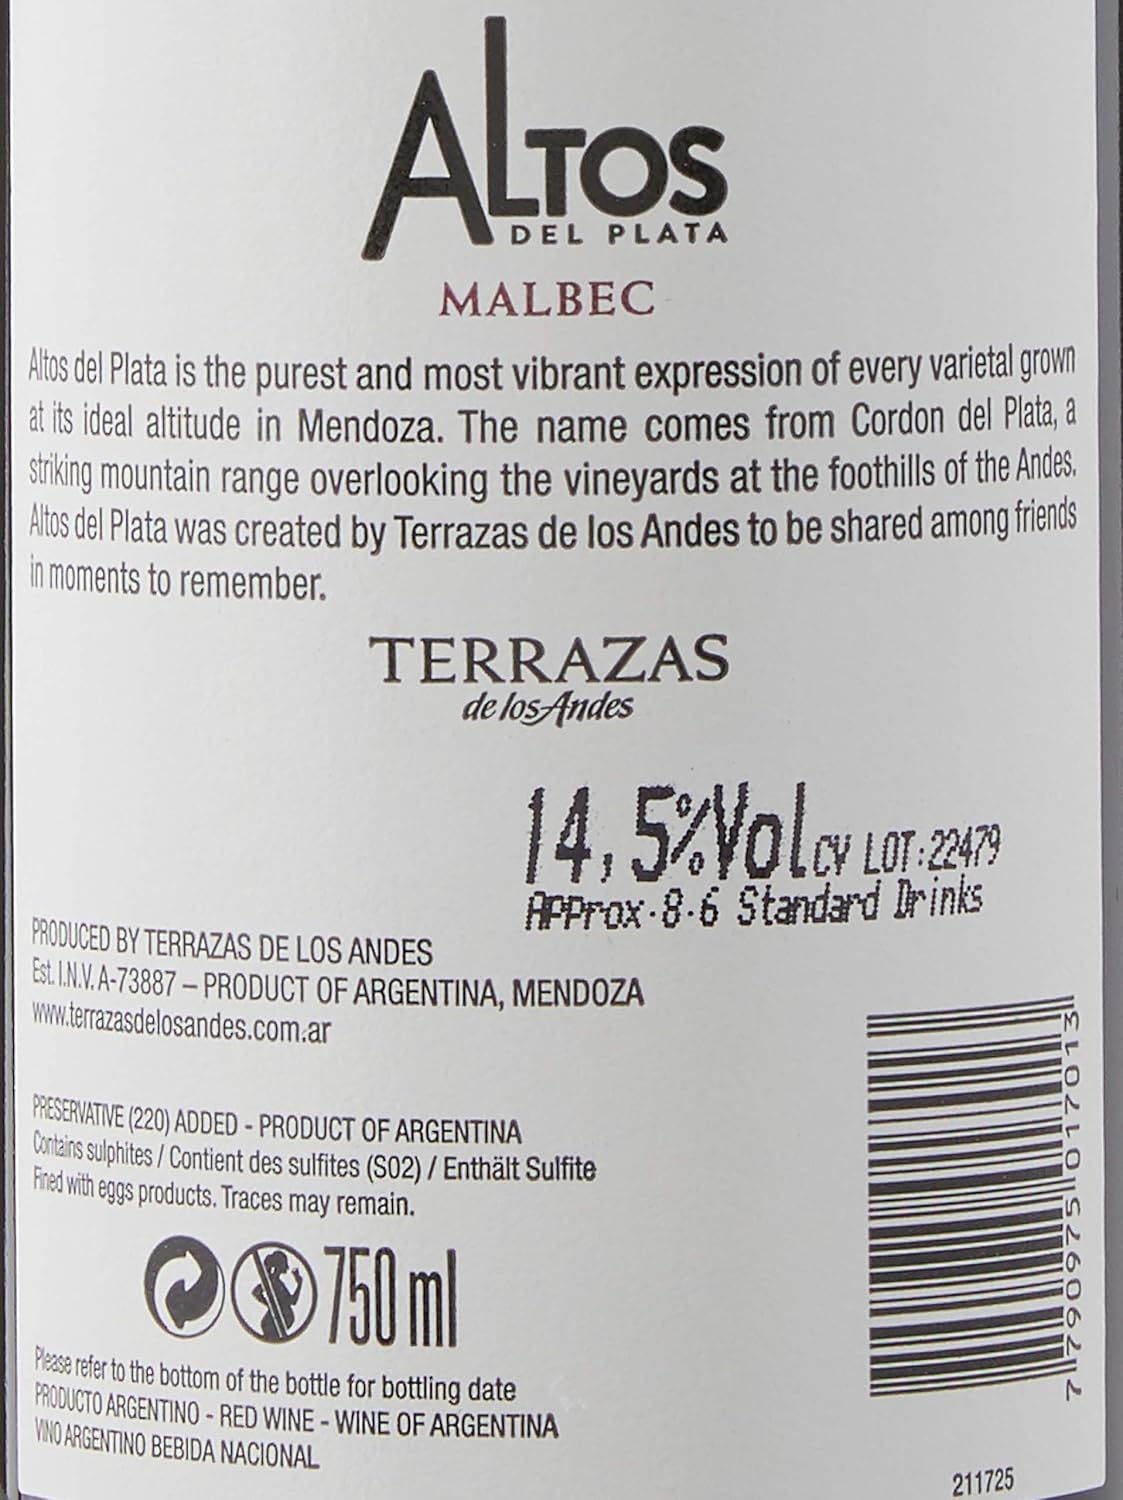 ALTOS
DEL PLATA
MALBEC
Altos del Plata is the purest and most vibrant expression of every varietal grown
at its ideal altitude in Mendoza. The name comes from Cordon del Plata, a
striking mountain range overlooking the vineyards at the foothills of the Andes.
Altos del Plata was created by Terrazas de los Andes to be shared among friends
in moments to remember.
TERRAZAS
de los Andes
14,5%Vol CV LOT:22479
Approx.8.6 Standard Drinks
PRODUCED BY TERRAZAS DE LOS ANDES
Est. I.N.V. A-73887 – PRODUCT OF ARGENTINA, MENDOZA
www.terrazasdelosandes.com.ar
PRESERVATIVE (220) ADDED - PRODUCT OF ARGENTINA
Contains sulphites / Contient des sulfites (SO2) / Enthält Sulfite
Fined with eggs products. Traces may remain.
750 ml
Please refer to the bottom of the bottle for bottling date
PRODUCTO ARGENTINO - RED WINE - WINE OF ARGENTINA
VINO ARGENTINO BEBIDA NACIONAL
7 790975 017013
211725